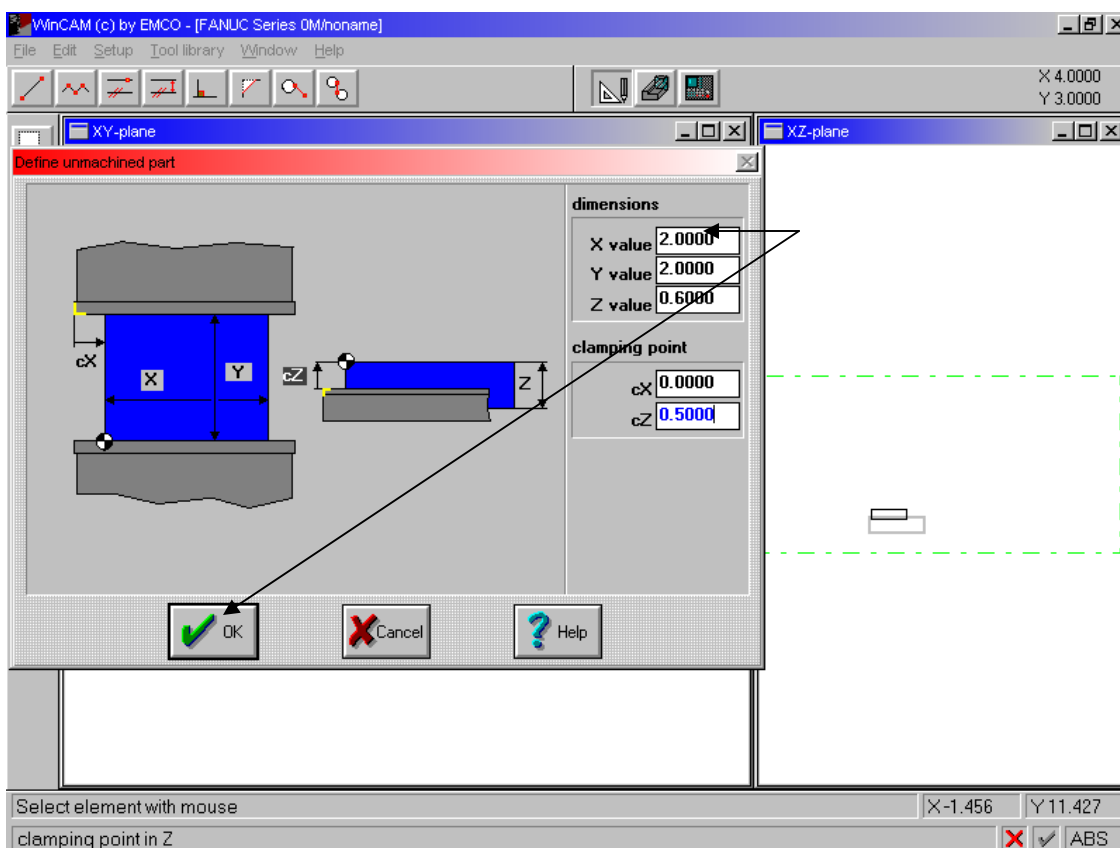 WinCAM (c) by EMCO - [FANUC Series 0M/noname]
File Edit Setup Tool library Window Help
X 4.0000
Y 3.0000
XY-plane
XZ-plane
Define unmachined part
dimensions
X value 2.0000
Y value 2.0000
Z value 0.6000
clamping point
cX 0.0000
cZ 0.5000
cX
X
Y
cZ
Z
OK
Cancel
Help
Select element with mouse
X-1.456
Y 11.427
clamping point in Z
ABS